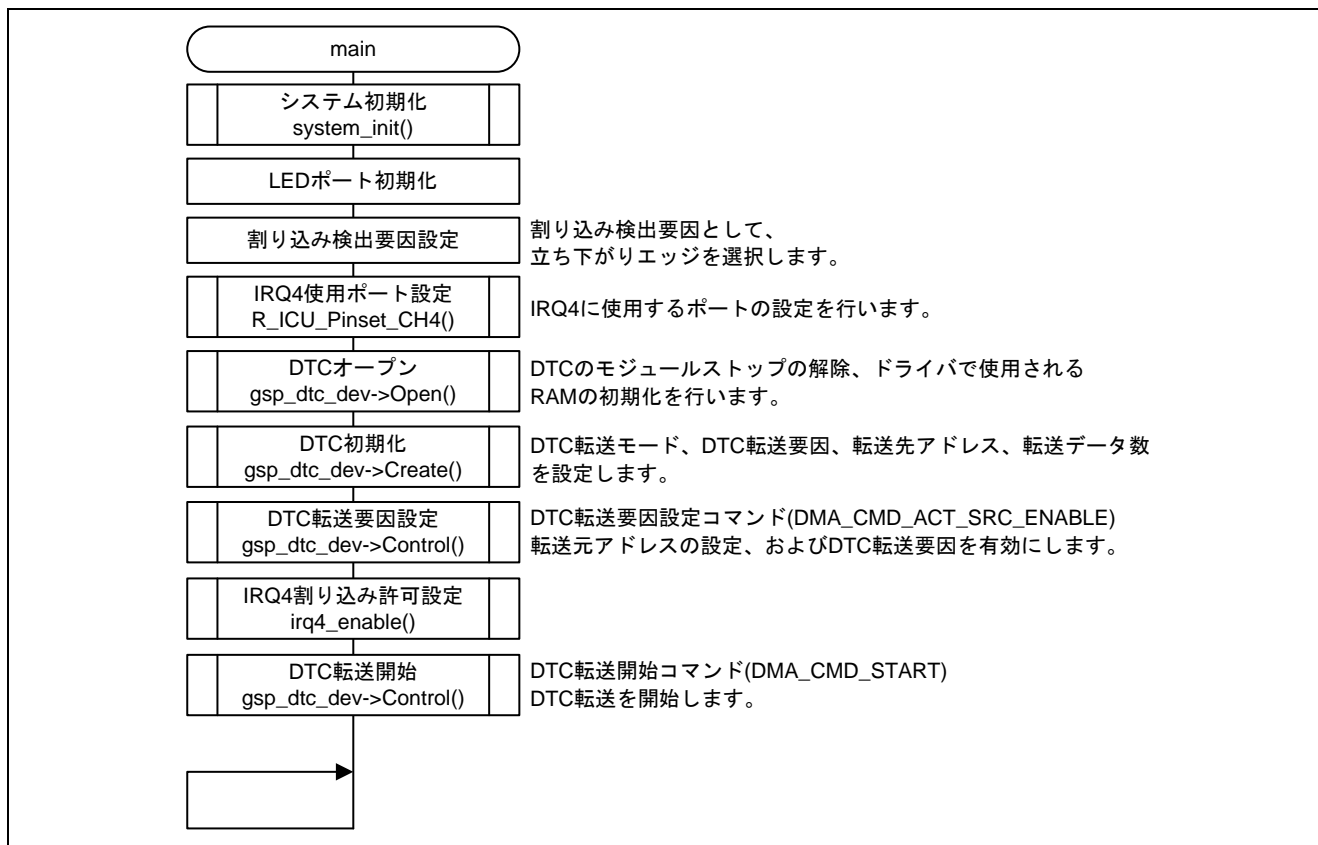 main
システム初期化
system_init()
LEDポート初期化
割り込み検出要因設定
割り込み検出要因として、
立ち下がりエッジを選択します。
IRQ4使用ポート設定
R_ICU_Pinset_CH4()
IRQ4に使用するポートの設定を行います。
DTCオープン
gsp_dtc_dev->Open()
DTCのモジュールストップの解除、ドライバで使用される
RAMの初期化を行います。
DTC初期化
gsp_dtc_dev->Create()
DTC転送モード、DTC転送要因、転送先アドレス、転送データ数
を設定します。
DTC転送要因設定
gsp_dtc_dev->Control()
DTC転送要因設定コマンド(DMA_CMD_ACT_SRC_ENABLE)
転送元アドレスの設定、およびDTC転送要因を有効にします。
IRQ4割り込み許可設定
irq4_enable()
DTC転送開始
gsp_dtc_dev->Control()
DTC転送開始コマンド(DMA_CMD_START)
DTC転送を開始します。